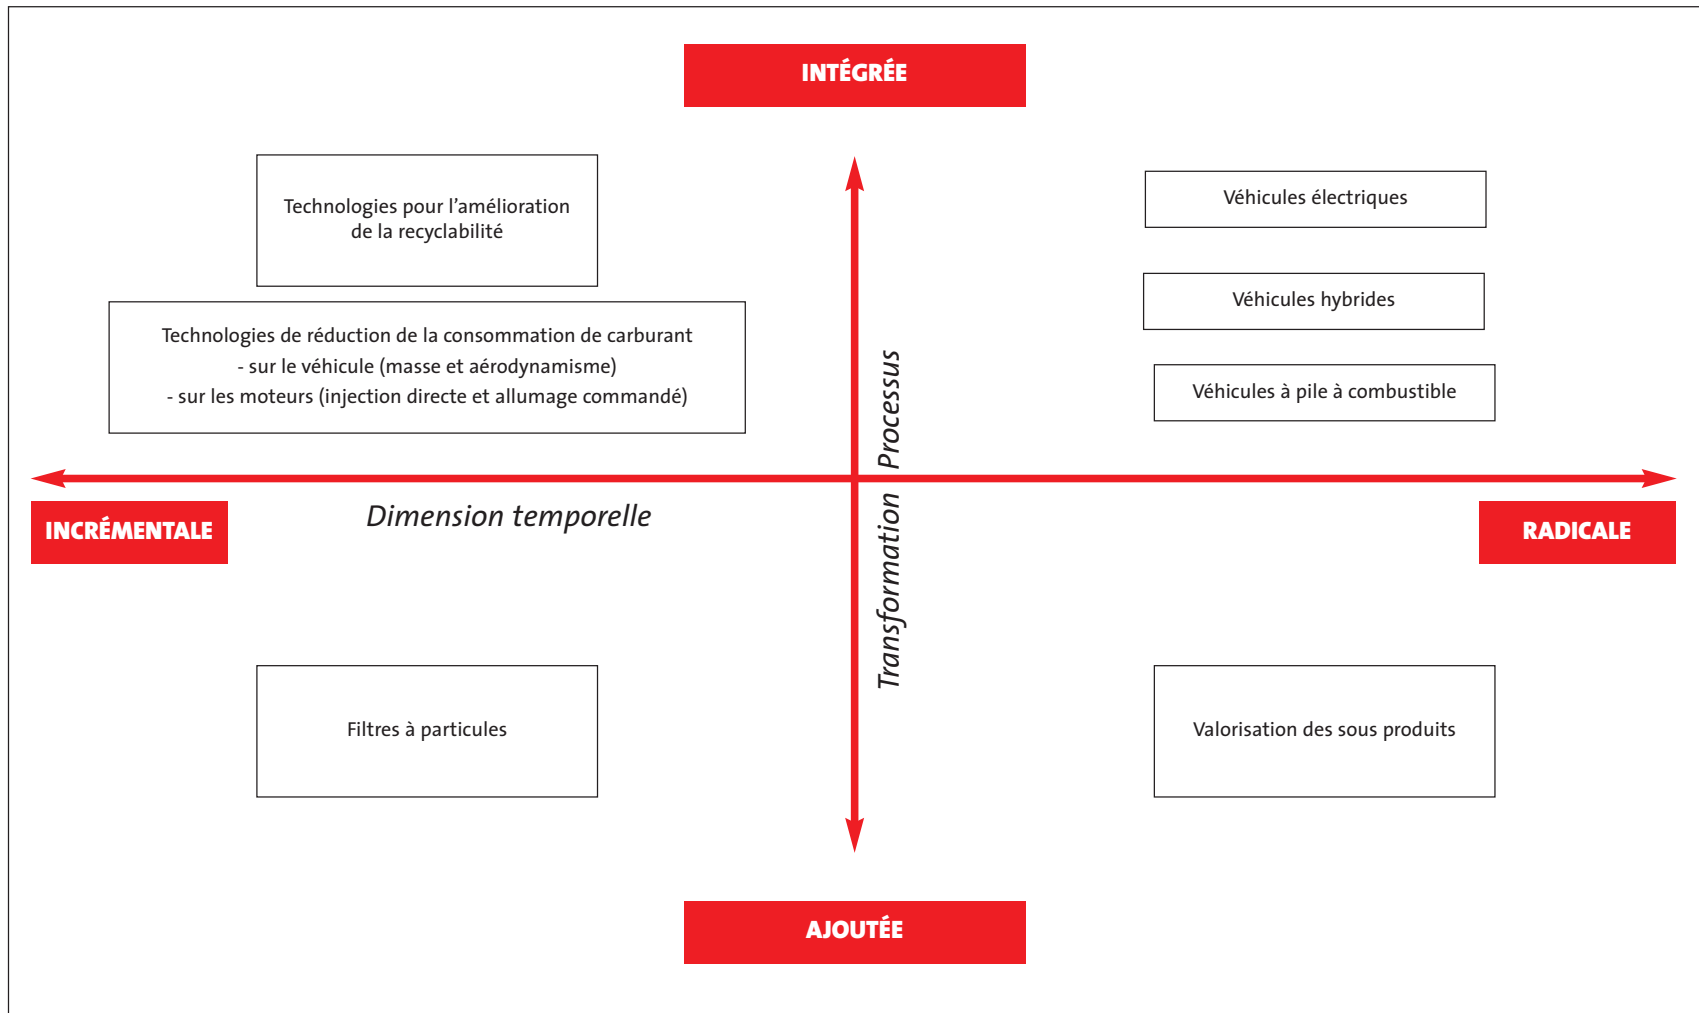 INTÉGRÉE
Technologies pour l'amélioration
de la recyclabilité
Véhicules électriques
Véhicules hybrides
Technologies de réduction de la consommation de carburant
- sur le véhicule (masse et aérodynamisme)
- sur les moteurs (injection directe et allumage commandé)
Véhicules à pile à combustible
Transformation Processus
Dimension temporelle
INCRÉMENTALE
RADICALE
Filtres à particules
Valorisation des sous produits
AJOUTÉE